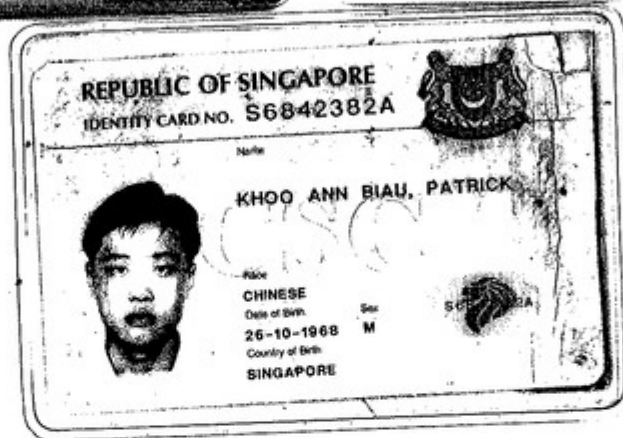 REPUBLIC OF SINGAPORE
IDENTITY CARD NO. S6842382A
Name
KHOO ANN BIAU, PATRICK
Race
CHINESE
Date of Birth Sex
26-10-1968 M
Country of Birth
SINGAPORE